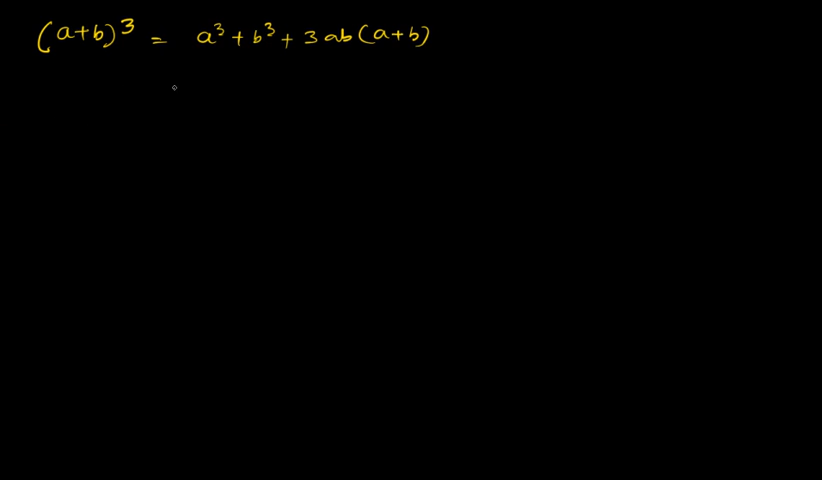 (a+b)³ = a³ + b³ + 3ab(a+b)